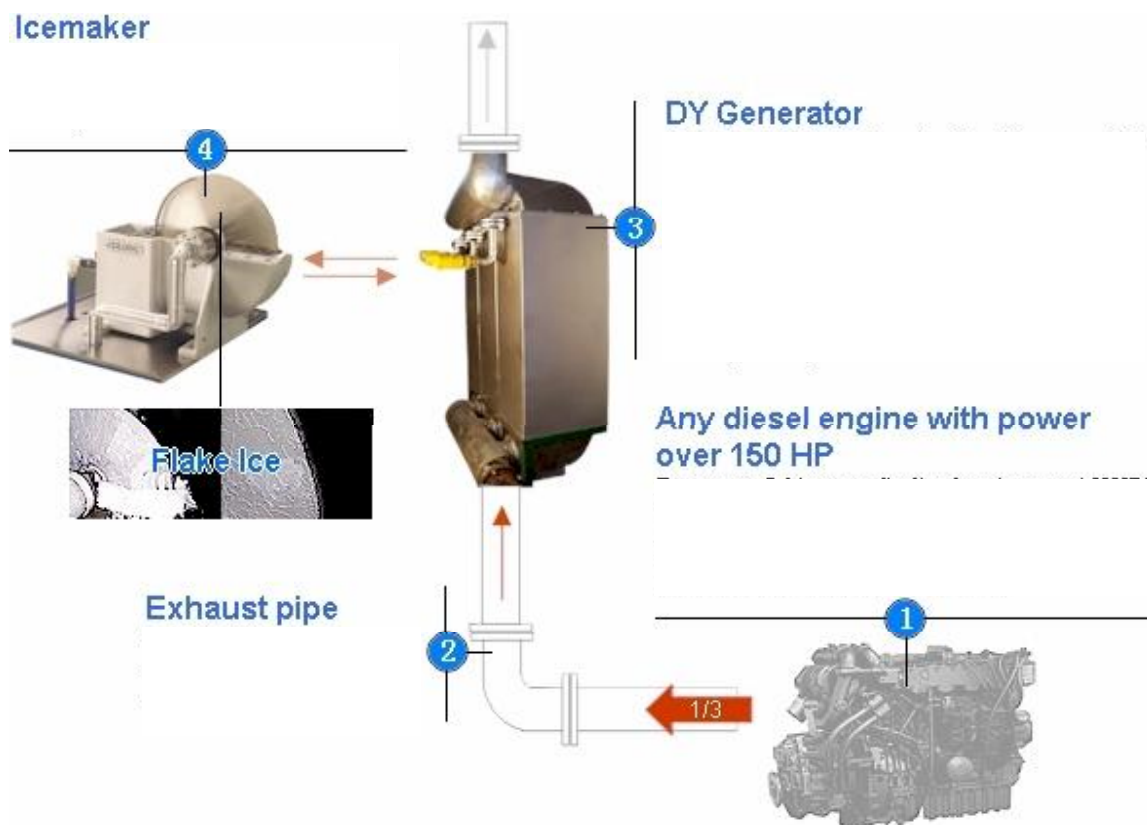 Icemaker
4
DY Generator
3
Flake Ice
Any diesel engine with power
over 150 HP
Exhaust pipe
2
1
1/3